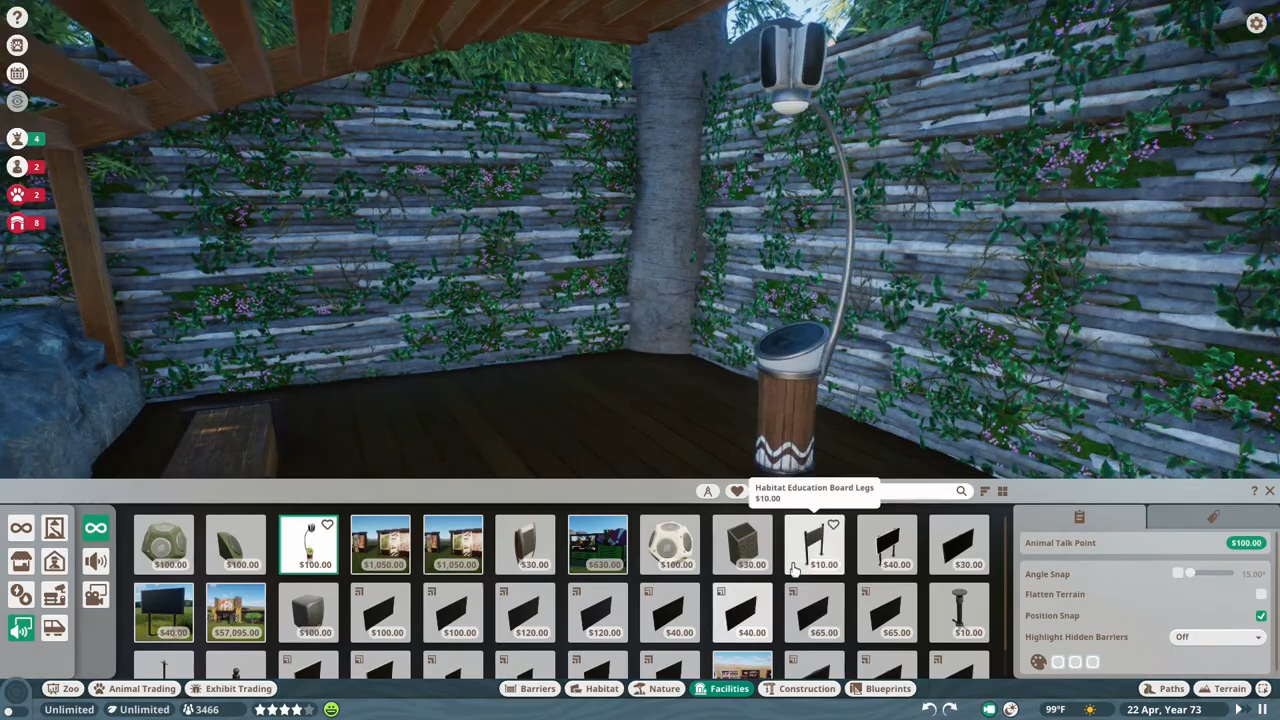 ?
4
2
2
8
Habitat Education Board Legs
$10.00
? ×
$100.00 $100.00 $100.00 $1,050.00 $1,050.00 $30.00 $630.00 $100.00 $30.00 $10.00 $40.00 $30.00
$40.00 $57,095.00 $100.00 $100.00 $100.00 $120.00 $120.00 $40.00 $40.00 $65.00 $65.00 $10.00
Animal Talk Point $100.00
Angle Snap 15.00°
Flatten Terrain
Position Snap
Highlight Hidden Barriers Off
Zoo Animal Trading Exhibit Trading Barriers Habitat Nature Facilities Construction Blueprints Paths Terrain
Unlimited Unlimited 3466 99°F 22 Apr, Year 73